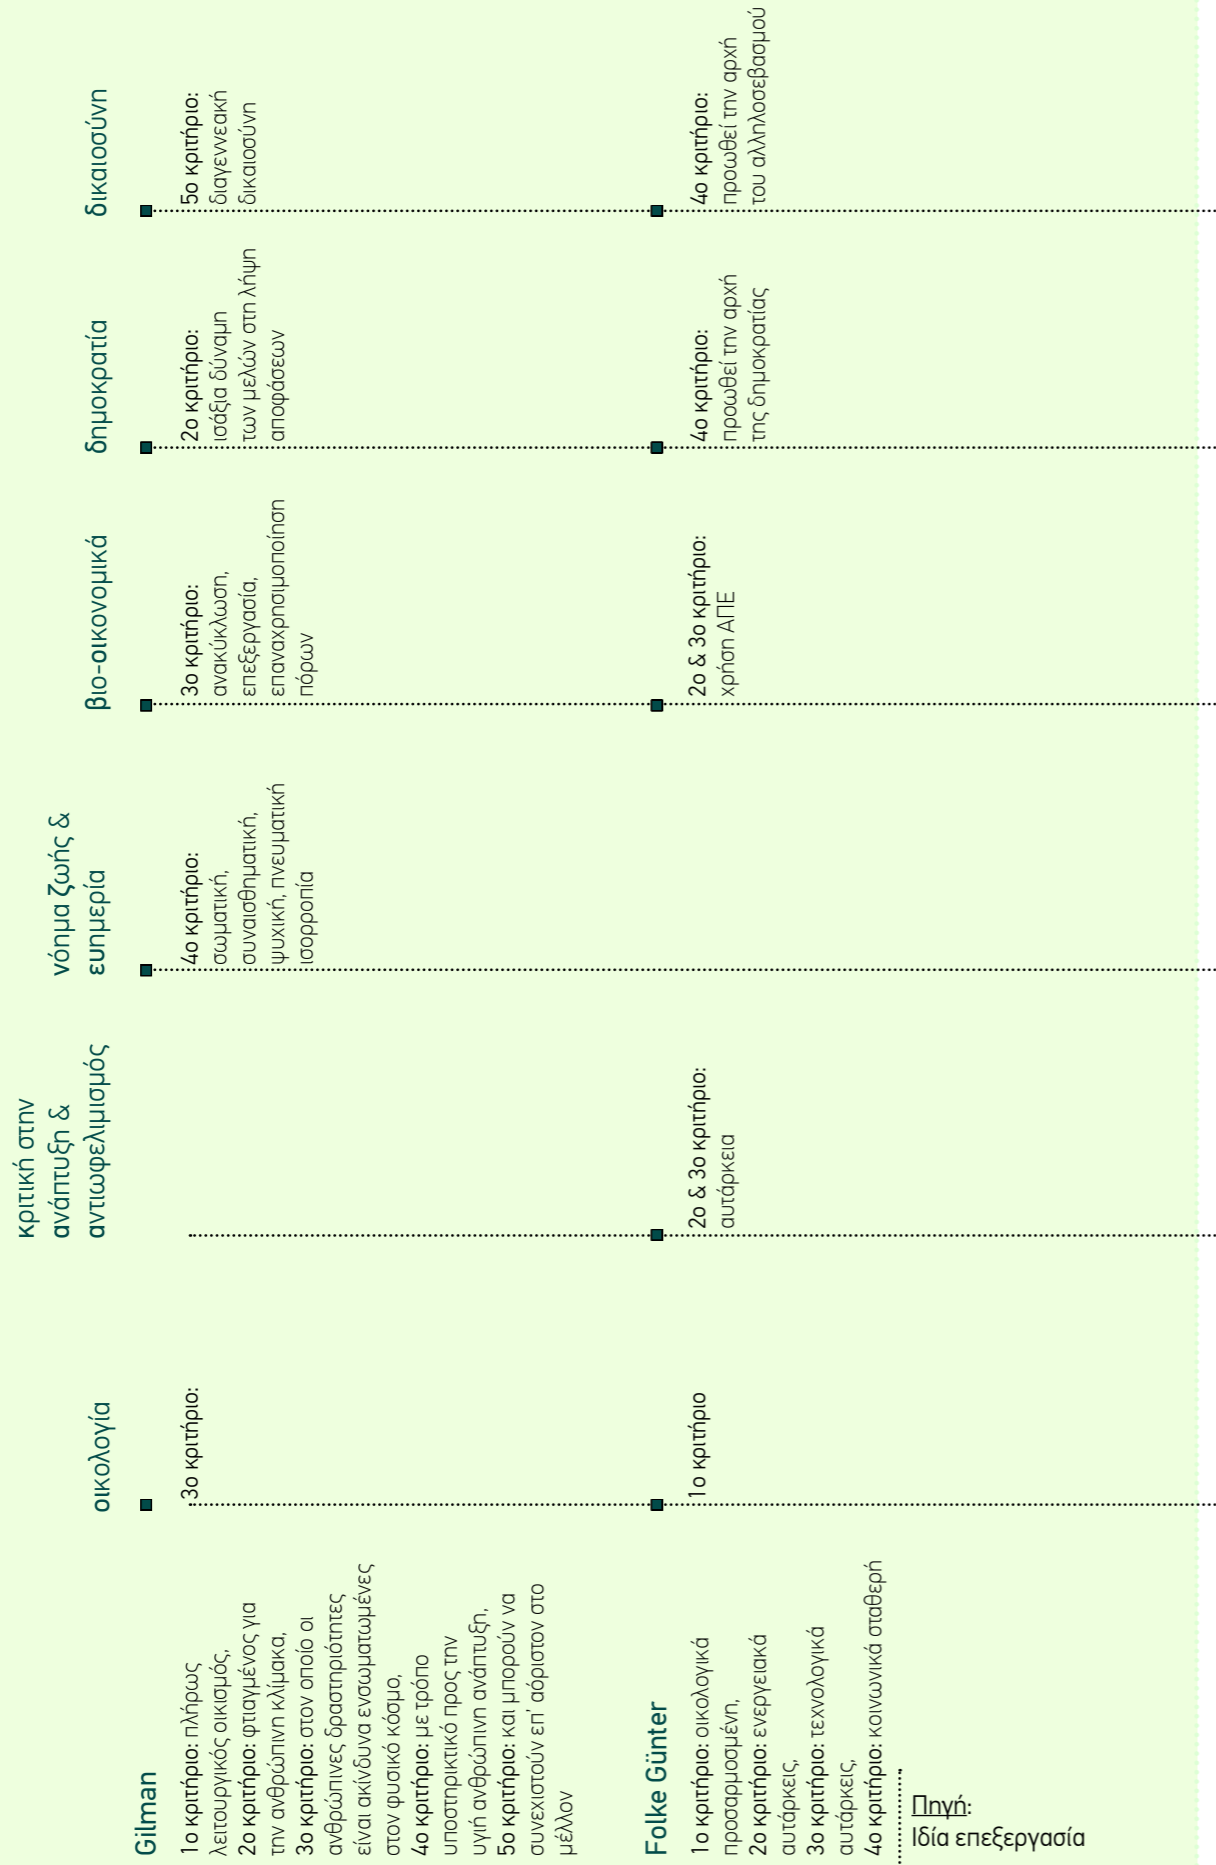 οικολογία
κριτική στην
ανάπτυξη &
αντιωφελιμισμός
νόημα ζωής &
ευημερία
βιο-οικονομικά
δημοκρατία
δικαιοσύνη
Gilman
1ο κριτήριο: πλήρως
λειτουργικός οικισμός,
2ο κριτήριο: φτιαγμένος για
την ανθρώπινη κλίμακα,
3ο κριτήριο: στον οποίο οι
ανθρώπινες δραστηριότητες
είναι ακίνδυνα ενσωματωμένες
στον φυσικό κόσμο,
4ο κριτήριο: με τρόπο
υποστηρικτικό προς την
υγιή ανθρώπινη ανάπτυξη,
5ο κριτήριο: και μπορούν να
συνεχιστούν επ’ αόριστον στο
μέλλον
3ο κριτήριο:
4ο κριτήριο:
σωματική,
συναισθηματική,
ψυχική, πνευματική
ισορροπία
3ο κριτήριο:
ανακύκλωση,
επεξεργασία,
επαναχρησιμοποίηση
πόρων
2ο κριτήριο:
ισάξια δύναμη
των μελών στη λήψη
αποφάσεων
5ο κριτήριο:
διαγεννεακή
δικαιοσύνη
Folke Günter
1ο κριτήριο: οικολογικά
προσαρμοσμένη,
2ο κριτήριο: ενεργειακά
αυτάρκεις,
3ο κριτήριο: τεχνολογικά
αυτάρκεις,
4ο κριτήριο: κοινωνικά σταθερή
1ο κριτήριο
2ο & 3ο κριτήριο:
αυτάρκεια
2ο & 3ο κριτήριο:
χρήση ΑΠΕ
4ο κριτήριο:
προωθεί την αρχή
της δημοκρατίας
4ο κριτήριο:
προωθεί την αρχή
του αλληλοσεβασμού
Πηγή:
Ιδία επεξεργασία